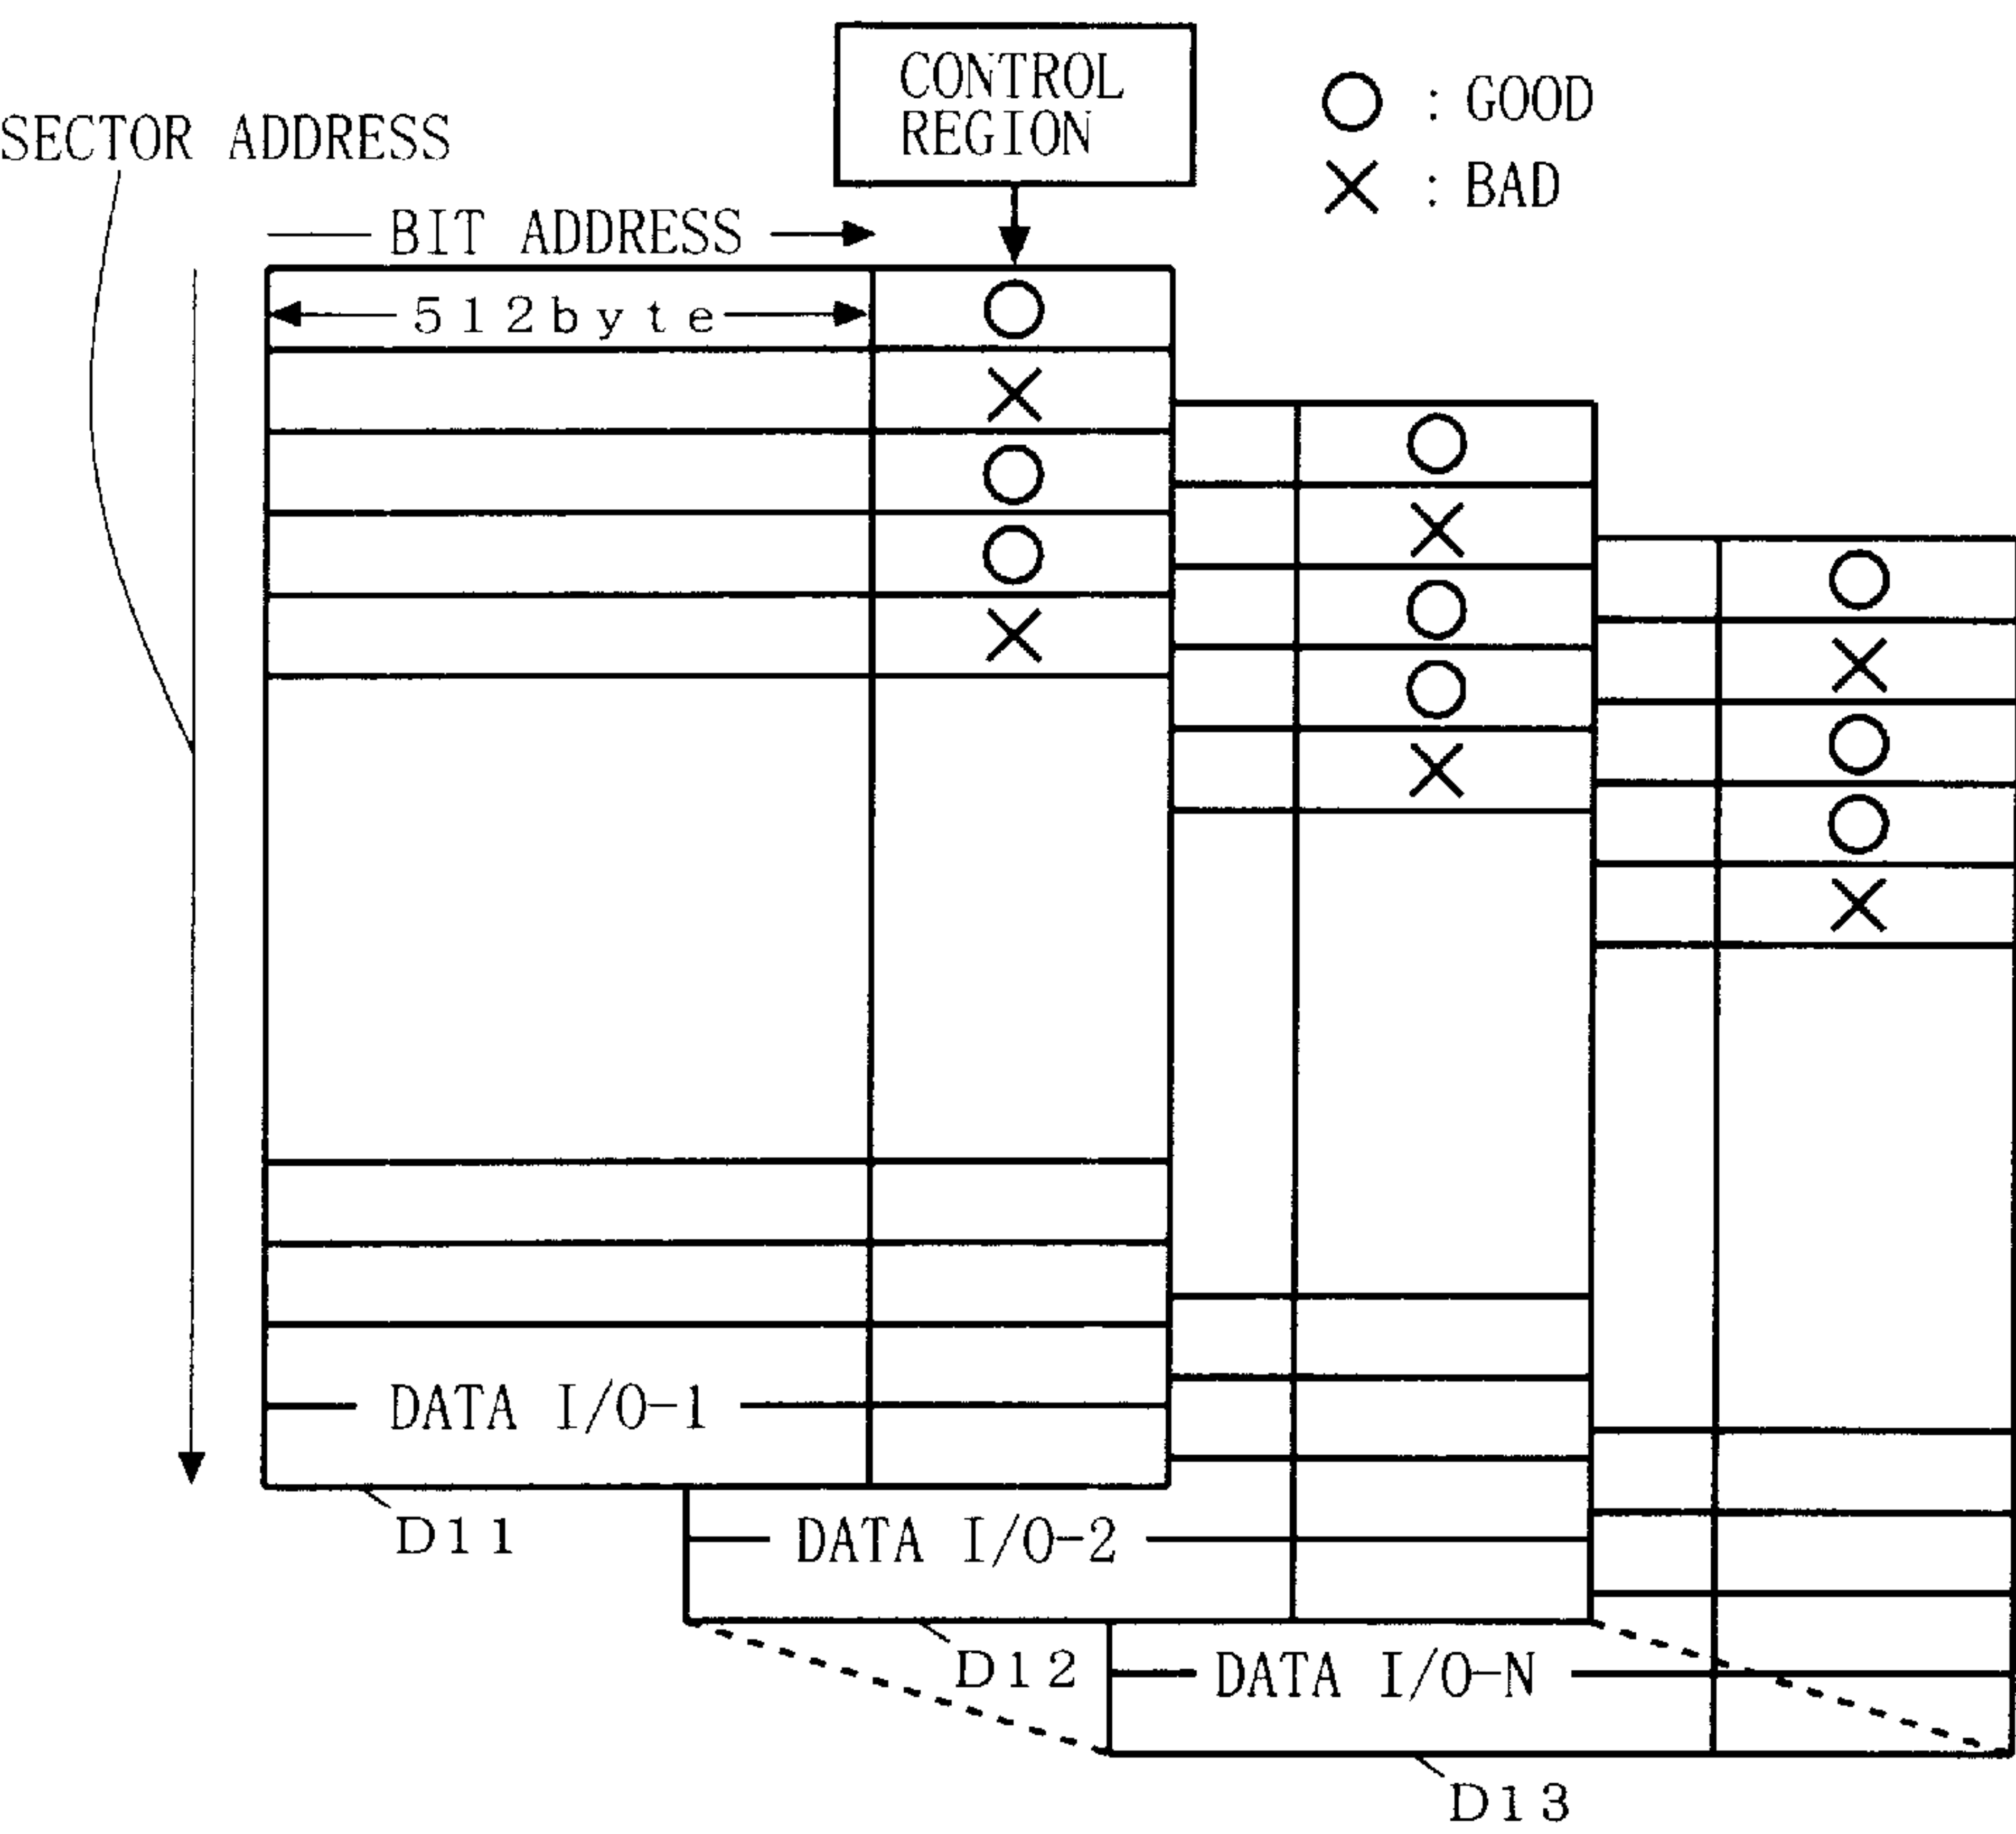 CONTROL
REGION
○ : GOOD
× : BAD
SECTOR ADDRESS
BIT ADDRESS
512byte
○
×
○
○
×
○
×
○
○
×
○
×
○
○
×
DATA I/O-1
D11
DATA I/O-2
D12
DATA I/O-N
D13